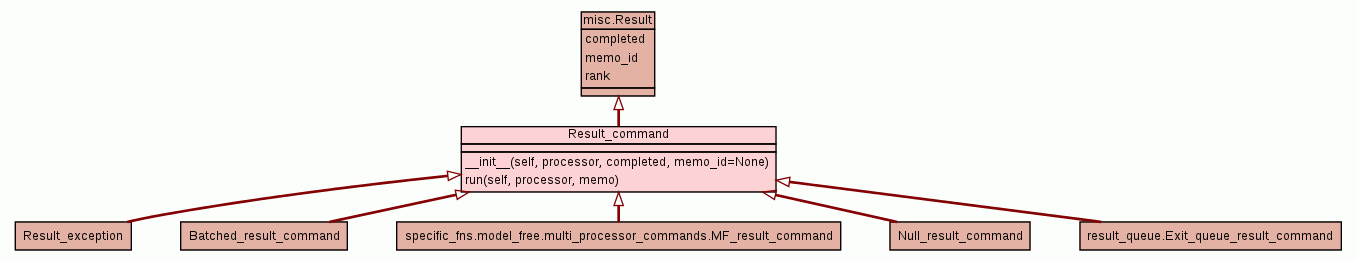 misc.Result
completed
memo_id
rank
Result_command
__init__(self, processor, completed, memo_id=None)
run(self, processor, memo)
Result_exception
Batched_result_command
specific_fns.model_free.multi_processor_commands.MF_result_command
Null_result_command
result_queue.Exit_queue_result_command